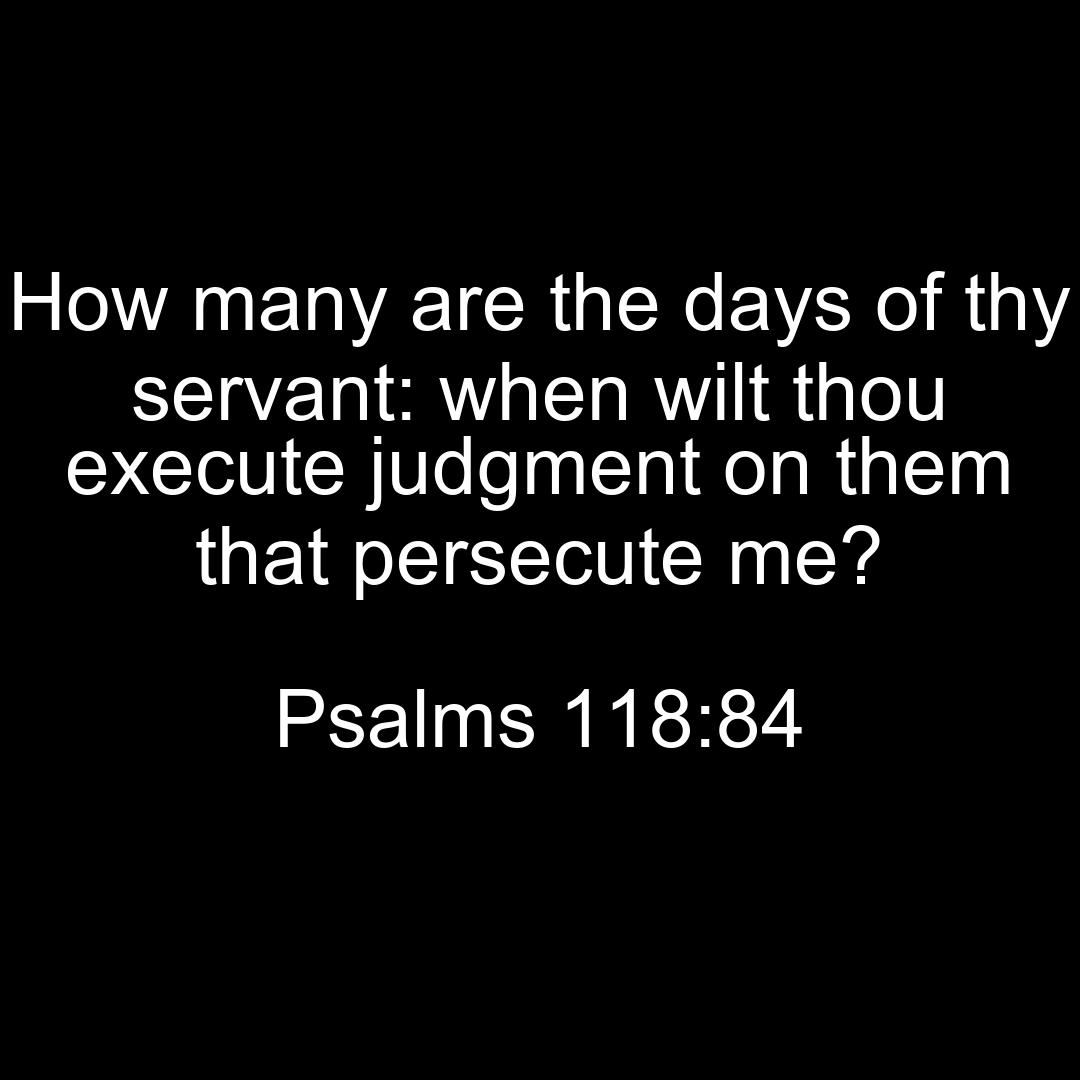 How many are the days of thy
servant: when wilt thou
execute judgment on them
that persecute me?
Psalms 118:84